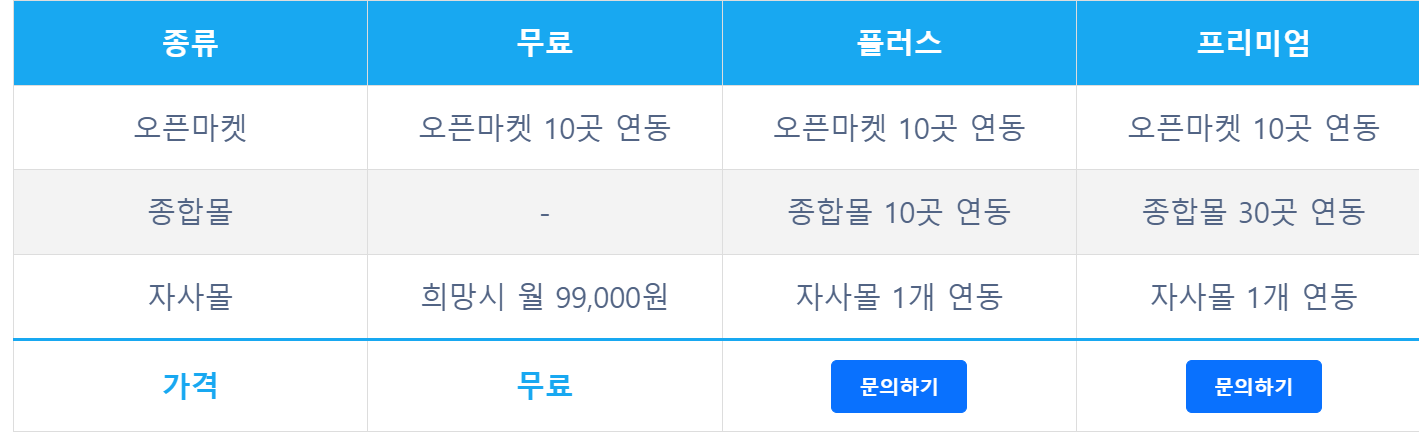 종류 무료 플러스 프리미엄
오픈마켓 오픈마켓 10곳 연동 오픈마켓 10곳 연동 오픈마켓 10곳 연동
종합몰 - 종합몰 10곳 연동 종합몰 30곳 연동
자사몰 희망시 월 99,000원 자사몰 1개 연동 자사몰 1개 연동
가격 무료 문의하기 문의하기